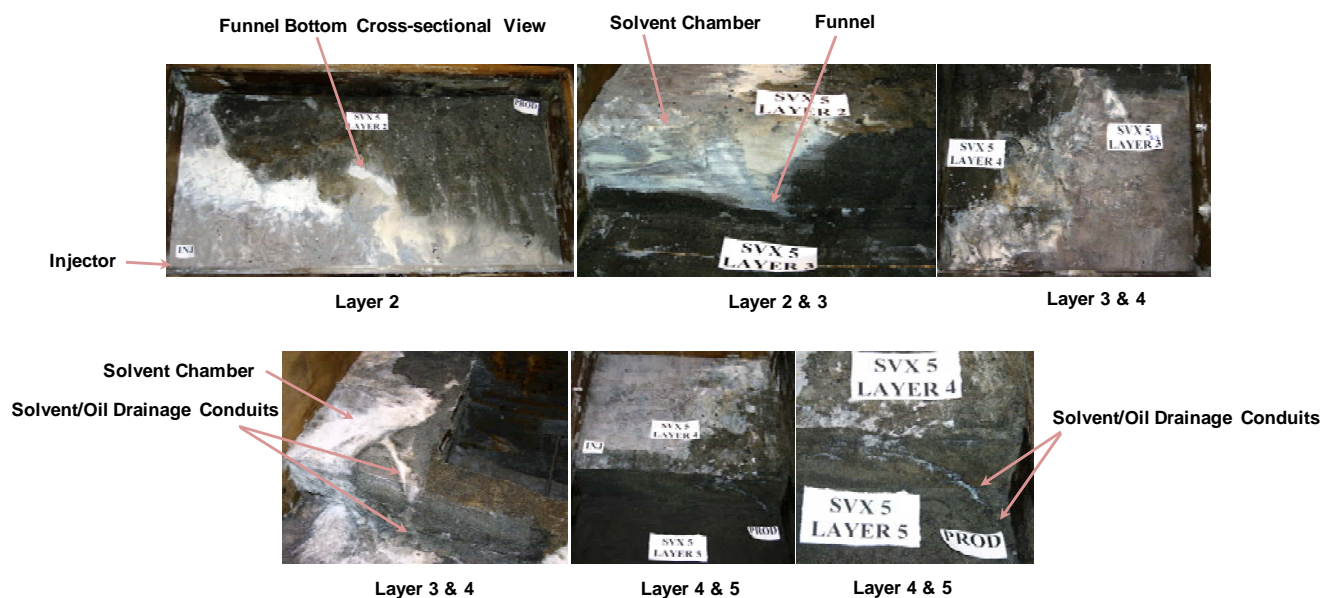 Funnel Bottom Cross-sectional View
Solvent Chamber
Funnel
SVX 5
LAYER 2
PROD
INJ
SVX 5
LAYER 2
SVX 5
LAYER 3
SVX 5
LAYER 4
SVX 5
LAYER 3
Injector
Layer 2
Layer 2 & 3
Layer 3 & 4
Solvent Chamber
Solvent/Oil Drainage Conduits
SVX 5
LAYER 4
INJ
PROD
SVX 5
LAYER 5
SVX 5
LAYER 4
SVX 5
LAYER 5
PROD
Solvent/Oil Drainage Conduits
Layer 3 & 4
Layer 4 & 5
Layer 4 & 5